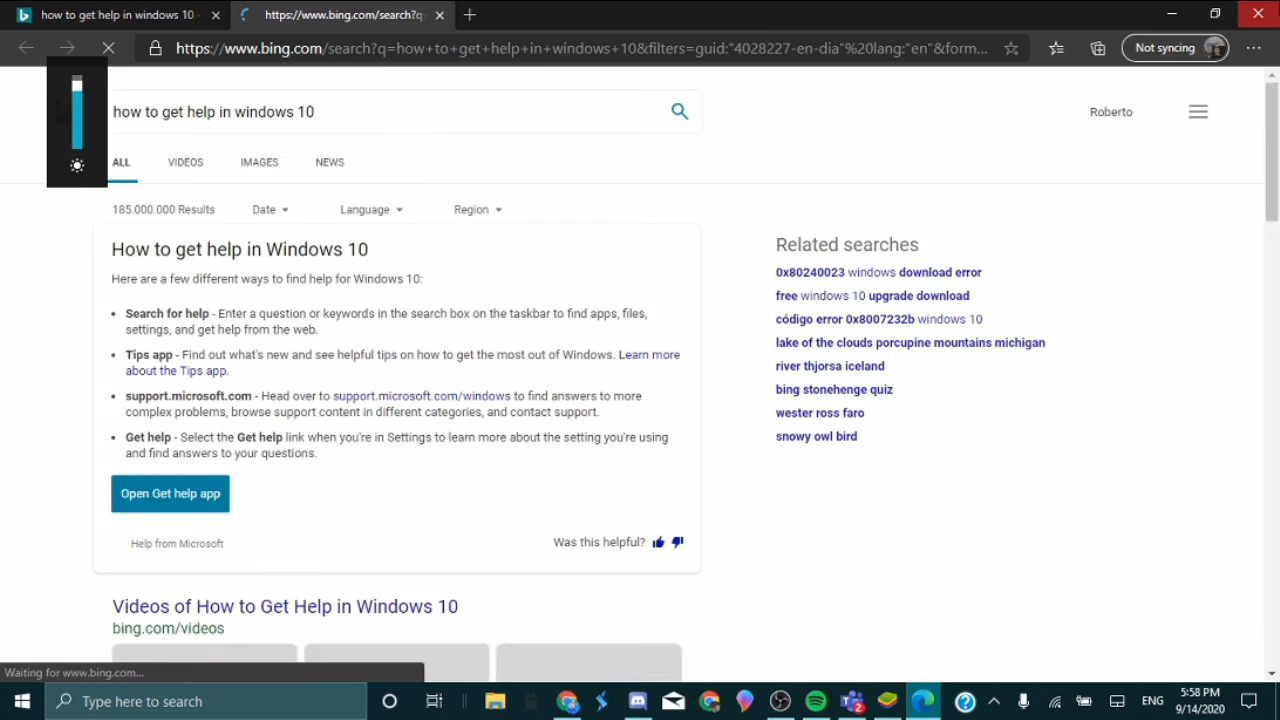 how to get help in windows 10 -
https://www.bing.com/search?q=
https://www.bing.com/search?q=how+to+get+help+in+windows+10&filters=guid:"4028227-en-dia"%20lang:"en"&form...
Not syncing
how to get help in windows 10
Roberto
ALL
VIDEOS
IMAGES
NEWS
185.000.000 Results
Date
Language
Region
How to get help in Windows 10
Here are a few different ways to find help for Windows 10:
• Search for help - Enter a question or keywords in the search box on the taskbar to find apps, files,
settings, and get help from the web.
• Tips app - Find out what's new and see helpful tips on how to get the most out of Windows. Learn more
about the Tips app.
• support.microsoft.com - Head over to support.microsoft.com/windows to find answers to more
complex problems, browse support content in different categories, and contact support.
• Get help - Select the Get help link when you're in Settings to learn more about the setting you're using
and find answers to your questions.
Open Get help app
Help from Microsoft
Was this helpful?
Related searches
0x80240023 windows download error
free windows 10 upgrade download
código error 0x8007232b windows 10
lake of the clouds porcupine mountains michigan
river thjorsa iceland
bing stonehenge quiz
wester ross faro
snowy owl bird
Videos of How to Get Help in Windows 10
bing.com/videos
Waiting for www.bing.com...
Type here to search
2
ENG
5:58 PM
9/14/2020